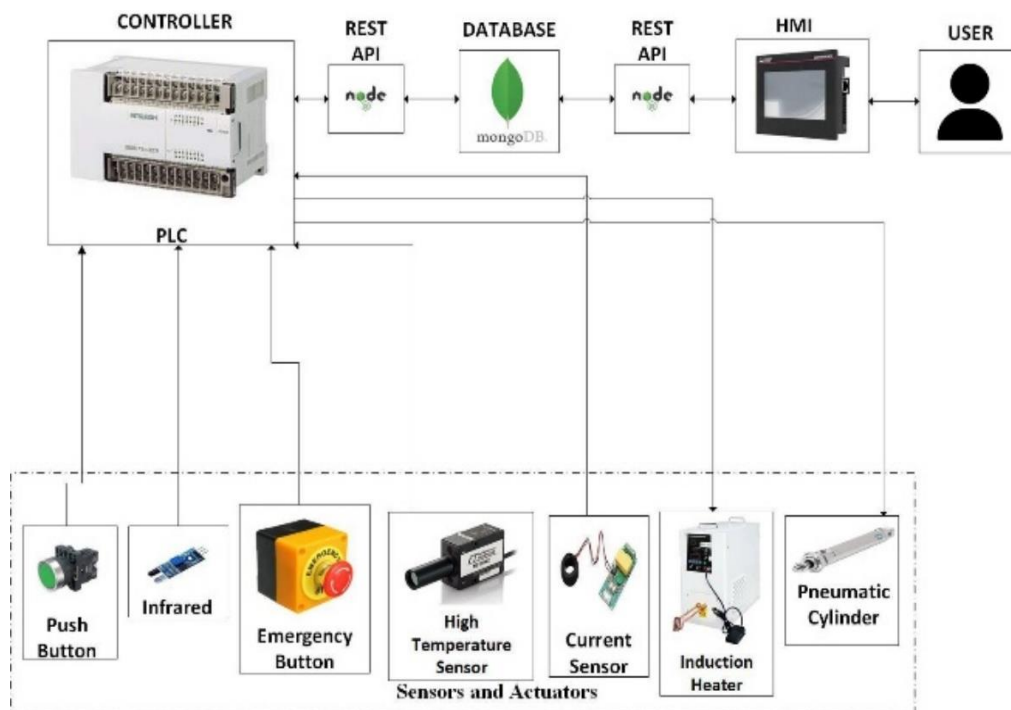 CONTROLLER
REST
API
DATABASE
REST
API
HMI
USER
node
mongoDB.
node
PLC
Push
Button
Infrared
EMERGENCY
Emergency
Button
High
Temperature
Sensor
Current
Sensor
Induction
Heater
Pneumatic
Cylinder
Sensors and Actuators